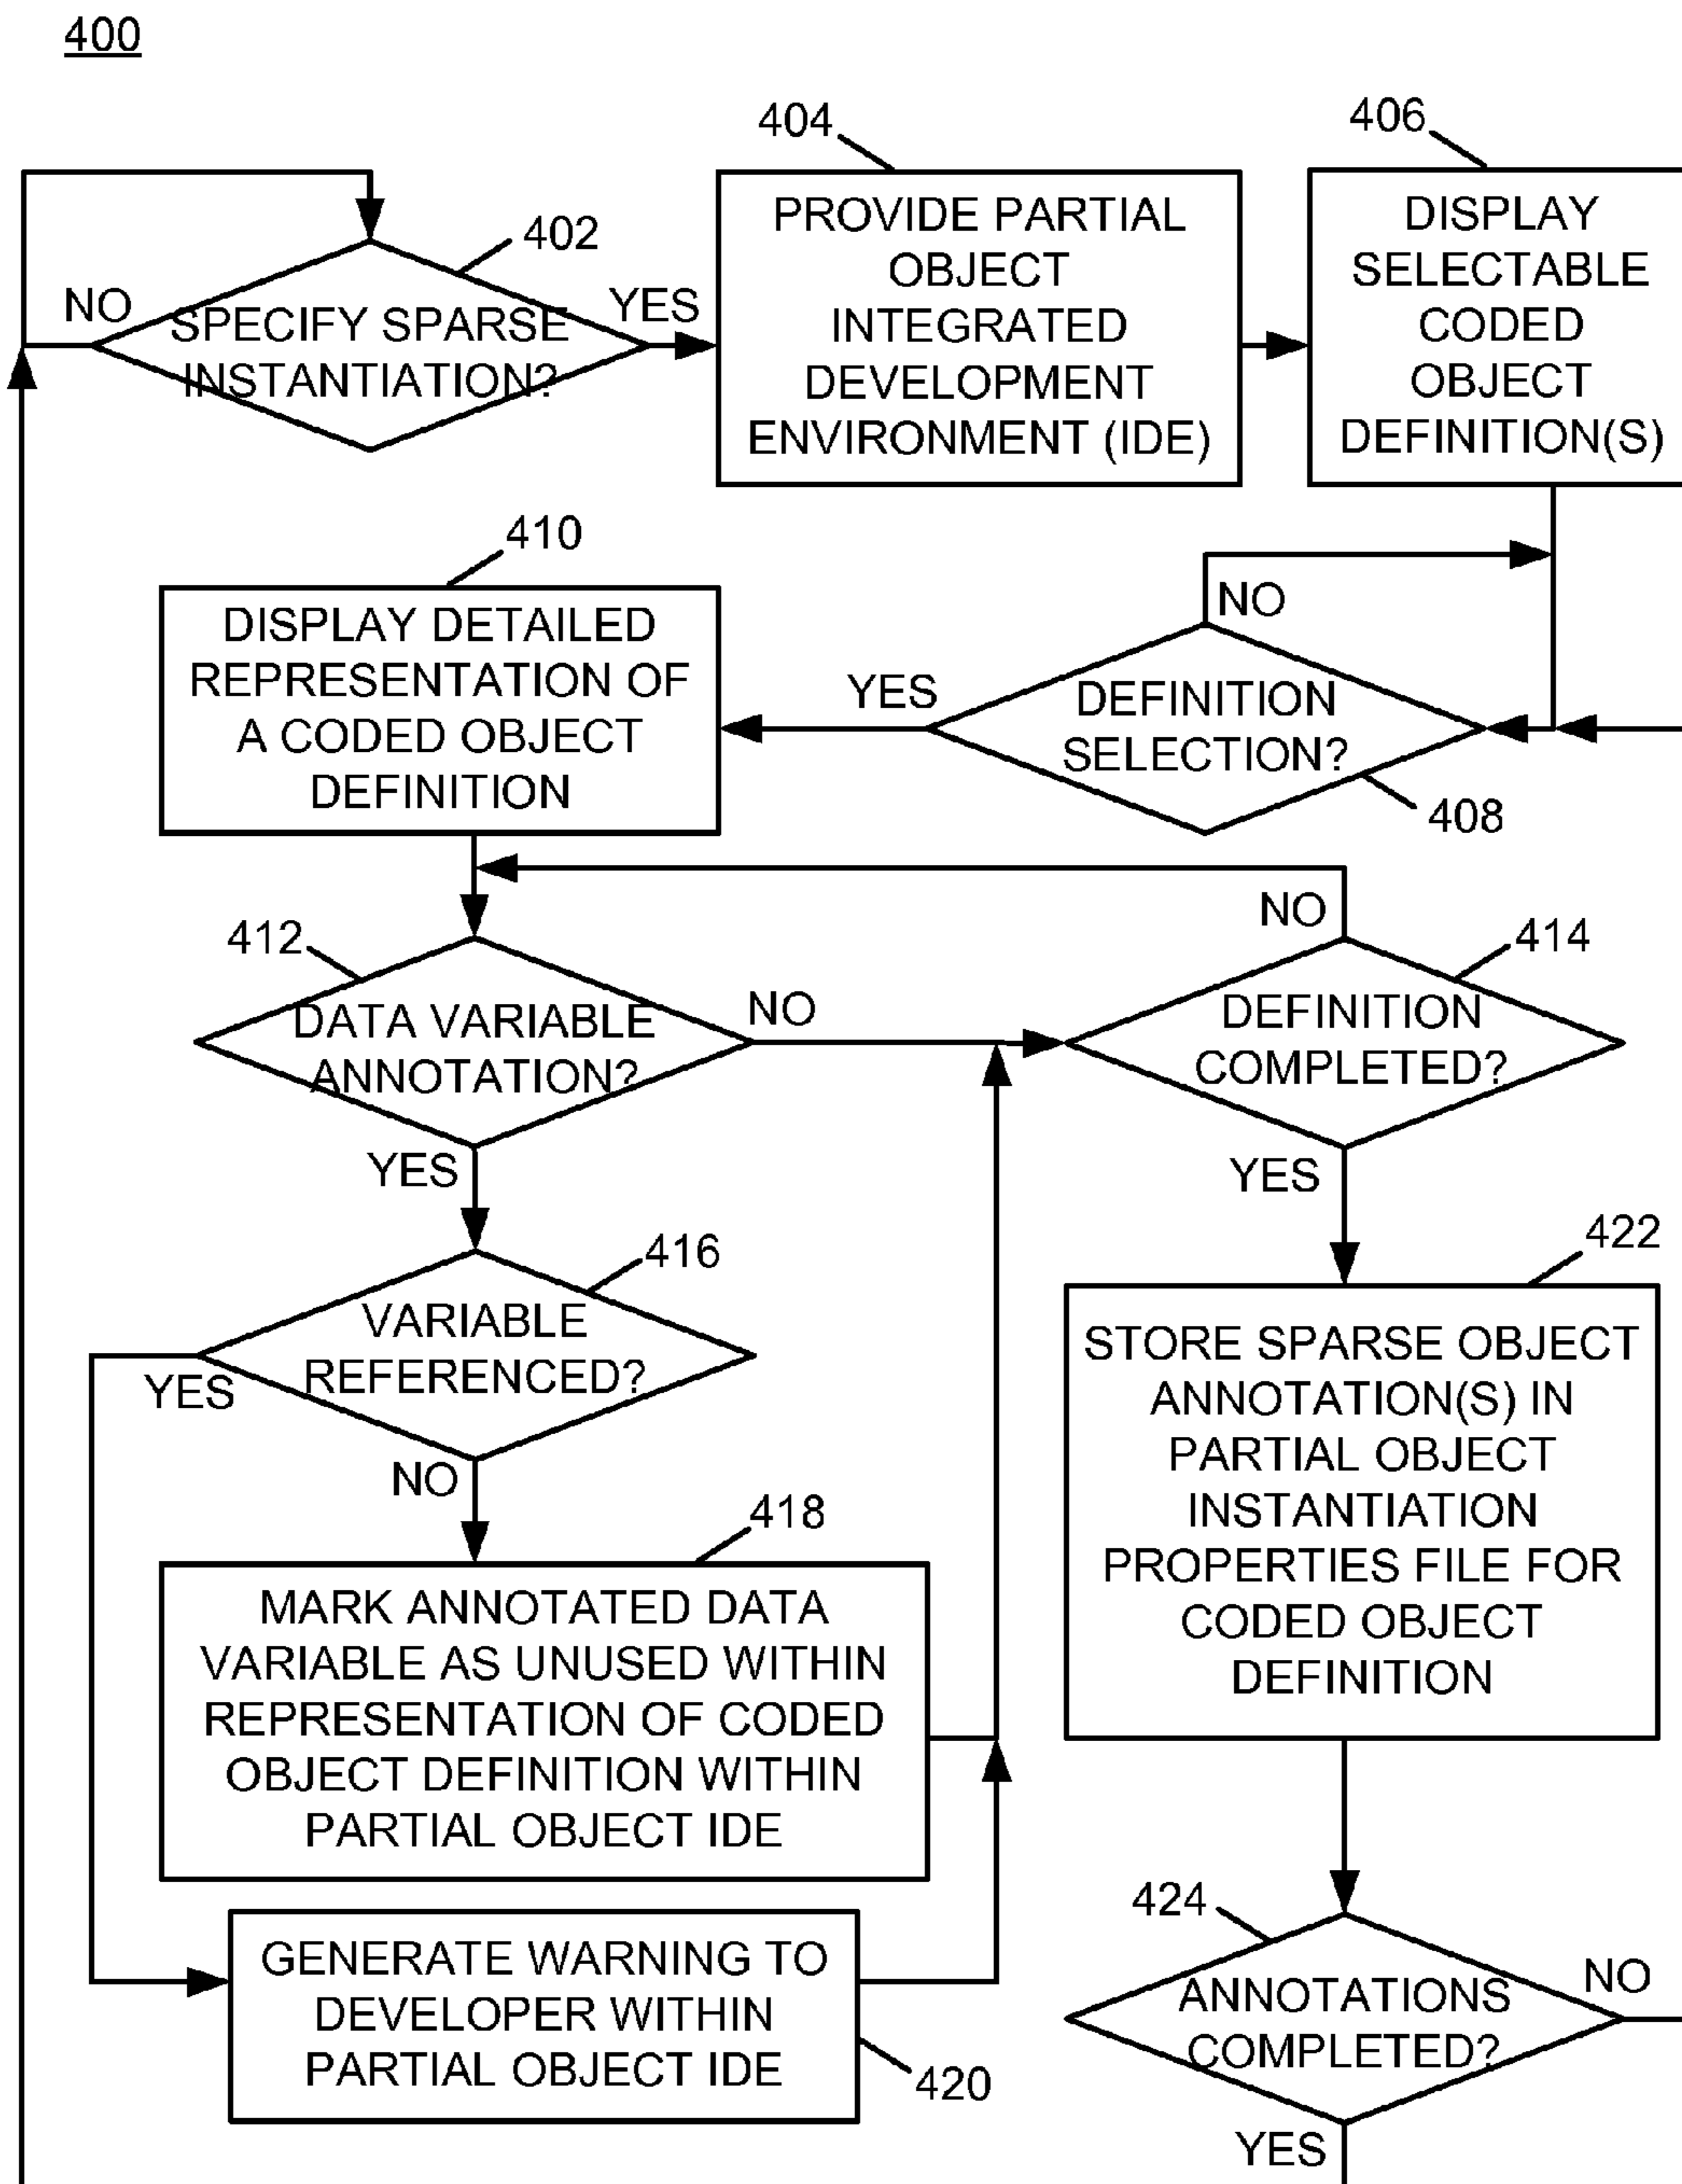 400
402
NO
SPECIFY SPARSE
INSTANTIATION?
YES
404
PROVIDE PARTIAL
OBJECT
INTEGRATED
DEVELOPMENT
ENVIRONMENT (IDE)
406
DISPLAY
SELECTABLE
CODED
OBJECT
DEFINITION(S)
410
DISPLAY DETAILED
REPRESENTATION OF
A CODED OBJECT
DEFINITION
YES
NO
DEFINITION
SELECTION?
408
412
DATA VARIABLE
ANNOTATION?
NO
YES
NO
414
DEFINITION
COMPLETED?
YES
416
VARIABLE
REFERENCED?
YES
NO
418
MARK ANNOTATED DATA
VARIABLE AS UNUSED WITHIN
REPRESENTATION OF CODED
OBJECT DEFINITION WITHIN
PARTIAL OBJECT IDE
GENERATE WARNING TO
DEVELOPER WITHIN
PARTIAL OBJECT IDE
420
422
STORE SPARSE OBJECT
ANNOTATION(S) IN
PARTIAL OBJECT
INSTANTIATION
PROPERTIES FILE FOR
CODED OBJECT
DEFINITION
424
ANNOTATIONS
COMPLETED?
NO
YES